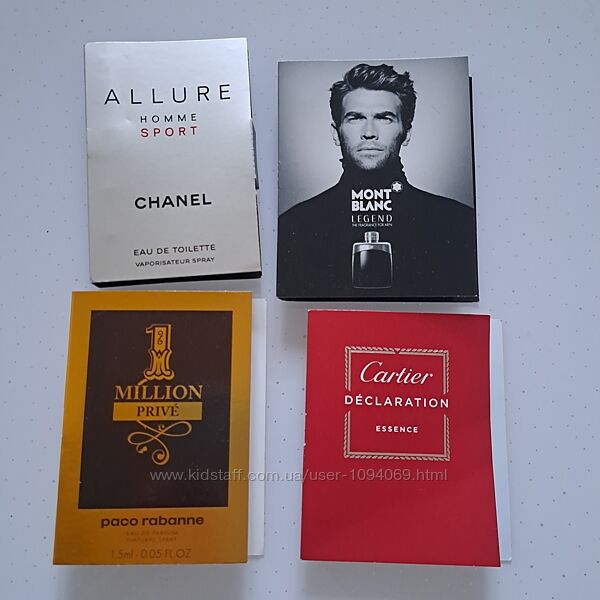 ALLURE
HOMME
SPORT
CHANEL
EAU DE TOILETTE
VAPORISATEUR SPRAY
MONT
BLANC
LEGEND
THE FRAGRANCE FOR MEN
1
MILLION
PRIVÉ
paco rabanne
EAU DE PARFUM
NATURAL SPRAY
1,5ml - 0.05 FL OZ
Cartier
DÉCLARATION
ESSENCE
www.kidstaff.com.ua/user-1094069.html